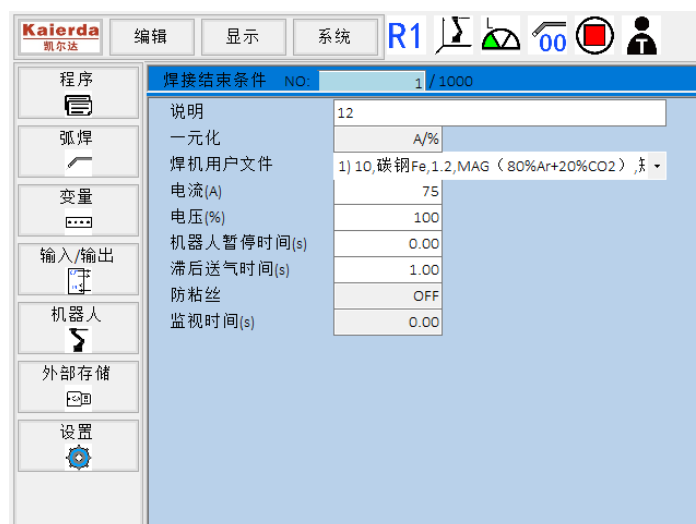 Kaierda
凯尔达
编辑
显示
系统
R1
00
T
程序
弧焊
变量
输入/输出
机器人
外部存储
设置
焊接结束条件 NO: 1 / 1000
说明 12
一元化 A/%
焊机用户文件 1) 10,碳钢Fe,1.2,MAG（80%Ar+20%CO2）,
电流(A) 75
电压(%) 100
机器人暂停时间(s) 0.00
滞后送气时间(s) 1.00
防粘丝 OFF
监视时间(s) 0.00